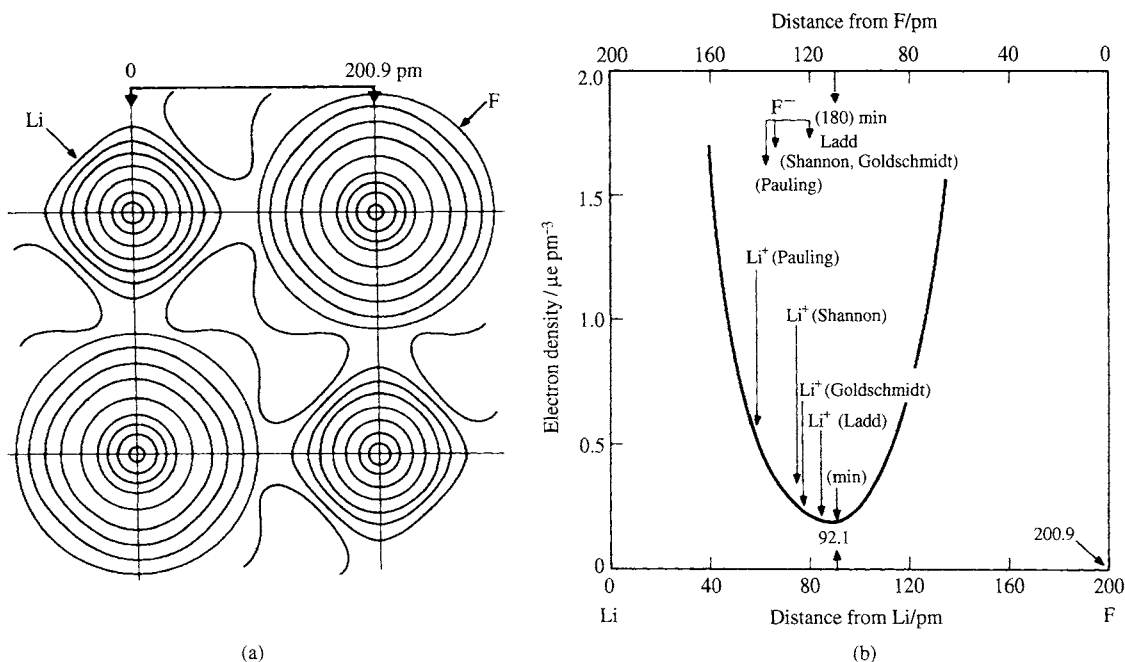 0
200.9 pm
Li
F
(a)
Distance from F/pm
200 160 120 80 40 0
2.0
1.5
1.0
0.5
0
Electron density / μe pm⁻³
F⁻
(180) min
Ladd
(Shannon, Goldschmidt)
(Pauling)
Li⁺ (Pauling)
Li⁺ (Shannon)
Li⁺ (Goldschmidt)
Li⁺ (Ladd)
(min)
92.1
200.9
0 40 80 120 160 200
Li Distance from Li/pm F
(b)